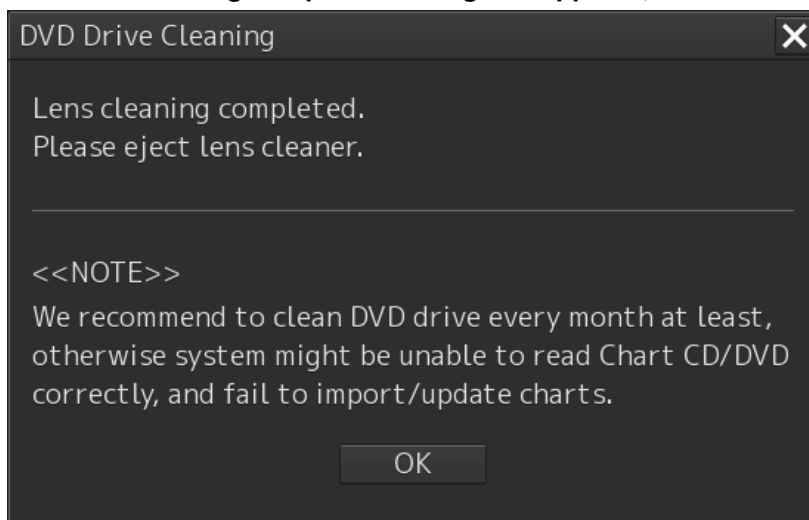 DVD Drive Cleaning
Lens cleaning completed.
Please eject lens cleaner.
<<NOTE>>
We recommend to clean DVD drive every month at least,
otherwise system might be unable to read Chart CD/DVD
correctly, and fail to import/update charts.
OK